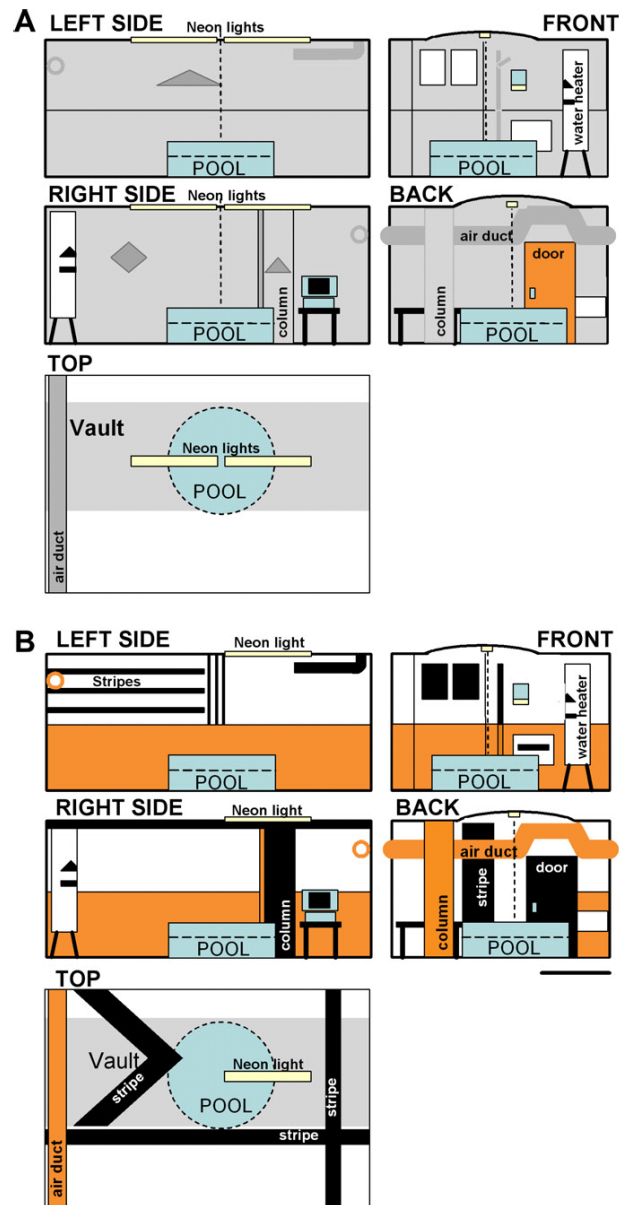 A
LEFT SIDE
Neon lights
FRONT
water heater
POOL
RIGHT SIDE
Neon lights
BACK
air duct
door
column
POOL
column
POOL
TOP
Vault
Neon lights
POOL
air duct
B
LEFT SIDE
Neon light
FRONT
Stripes
water heater
POOL
POOL
RIGHT SIDE
Neon light
BACK
air duct
door
stripe
column
POOL
column
POOL
TOP
Vault
Neon light
stripe
POOL
stripe
stripe
air duct
POOL